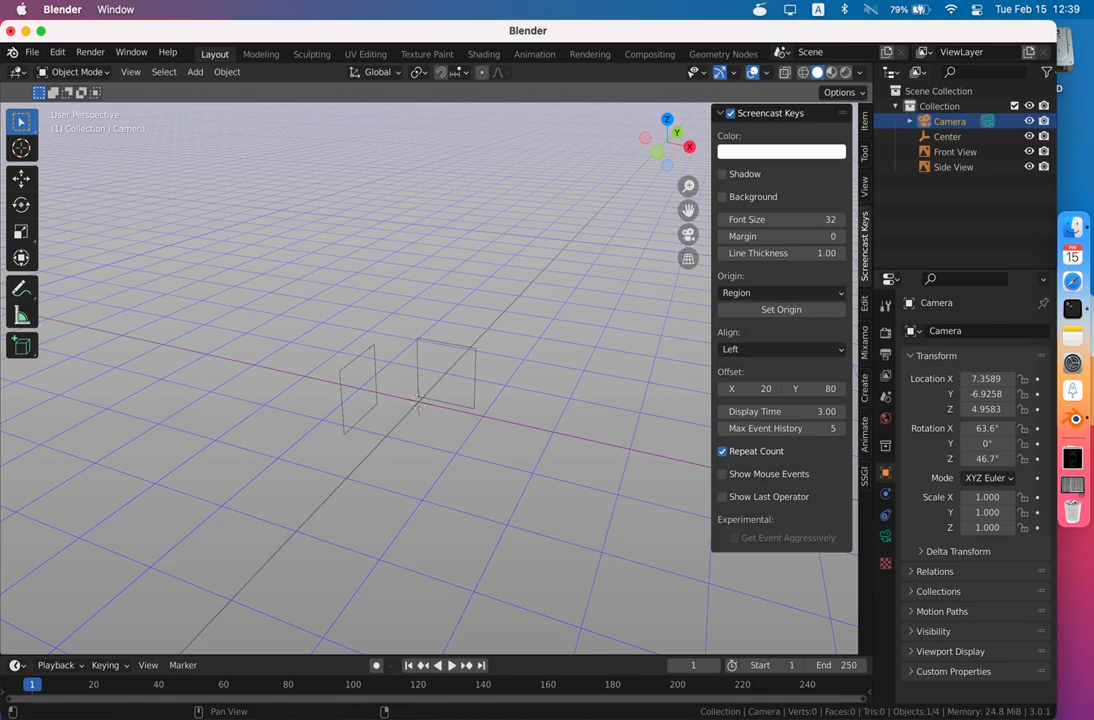 Blender Window 79% Tue Feb 15 12:39
Blender
File Edit Render Window Help Layout Modeling Sculpting UV Editing Texture Paint Shading Animation Rendering Compositing Geometry Nodes Scene ViewLayer
Object Mode View Select Add Object Global
Options
User Perspective
(1) Collection | Camera
Z
Y
X
Screencast Keys
Color:
Shadow
Background
Font Size 32
Margin 0
Line Thickness 1.00
Origin:
Region
Set Origin
Align:
Left
Offset:
X 20 Y 80
Display Time 3.00
Max Event History 5
Repeat Count
Show Mouse Events
Show Last Operator
Experimental:
Get Event Aggressively
Item
Tool
View
Screencast Keys
Edit
Mixamo
Create
Animate
SSGI
Scene Collection
Collection
Camera
Center
Front View
Side View
Camera
Camera
Transform
Location X 7.3589
Y -6.9258
Z 4.9583
Rotation X 63.6°
Y 0°
Z 46.7°
Mode XYZ Euler
Scale X 1.000
Y 1.000
Z 1.000
Delta Transform
Relations
Collections
Motion Paths
Visibility
Viewport Display
Custom Properties
FEB
15
D
Playback Keying View Marker 1 Start 1 End 250
1 20 40 60 80 100 120 140 160 180 200 220 240
Pan View Collection | Camera | Verts:0 | Faces:0 | Tris:0 | Objects:1/4 | Memory: 24.8 MiB | 3.0.1